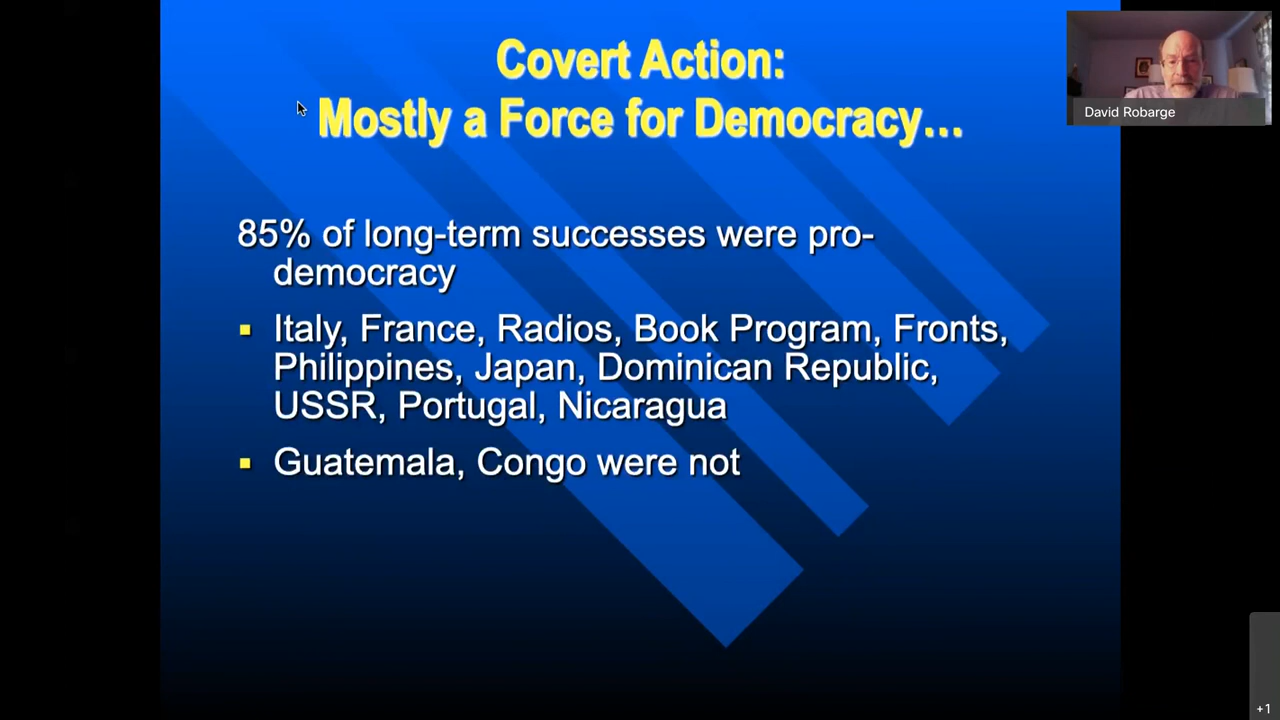 Covert Action:
Mostly a Force for Democracy...
David Robarge
85% of long-term successes were pro-
democracy
▪ Italy, France, Radios, Book Program, Fronts,
Philippines, Japan, Dominican Republic,
USSR, Portugal, Nicaragua
▪ Guatemala, Congo were not
+1